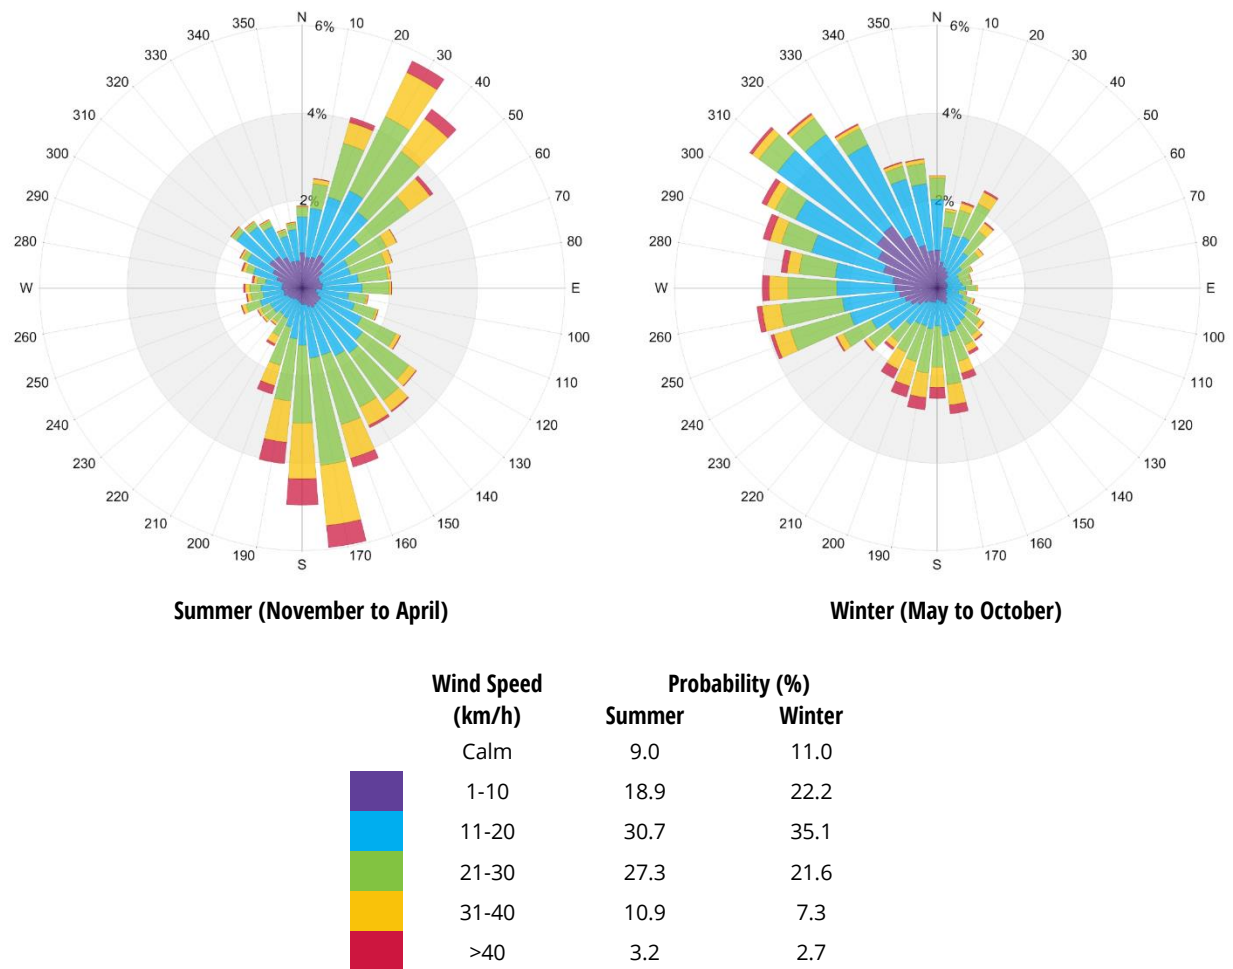 N 6% 10 20 30 40 50 60 70 80 E 100 110 120 130 140 150 160 170 S 190 200 210 220 230 240 250 260 W 280 290 300 310 320 330 340 350
4%
2%
N 6% 10 20 30 40 50 60 70 80 E 100 110 120 130 140 150 160 170 S 190 200 210 220 230 240 250 260 W 280 290 300 310 320 330 340 350
4%
2%
Summer (November to April)
Winter (May to October)
Wind Speed Probability (%)
(km/h) Summer Winter
Calm 9.0 11.0
1-10 18.9 22.2
11-20 30.7 35.1
21-30 27.3 21.6
31-40 10.9 7.3
>40 3.2 2.7